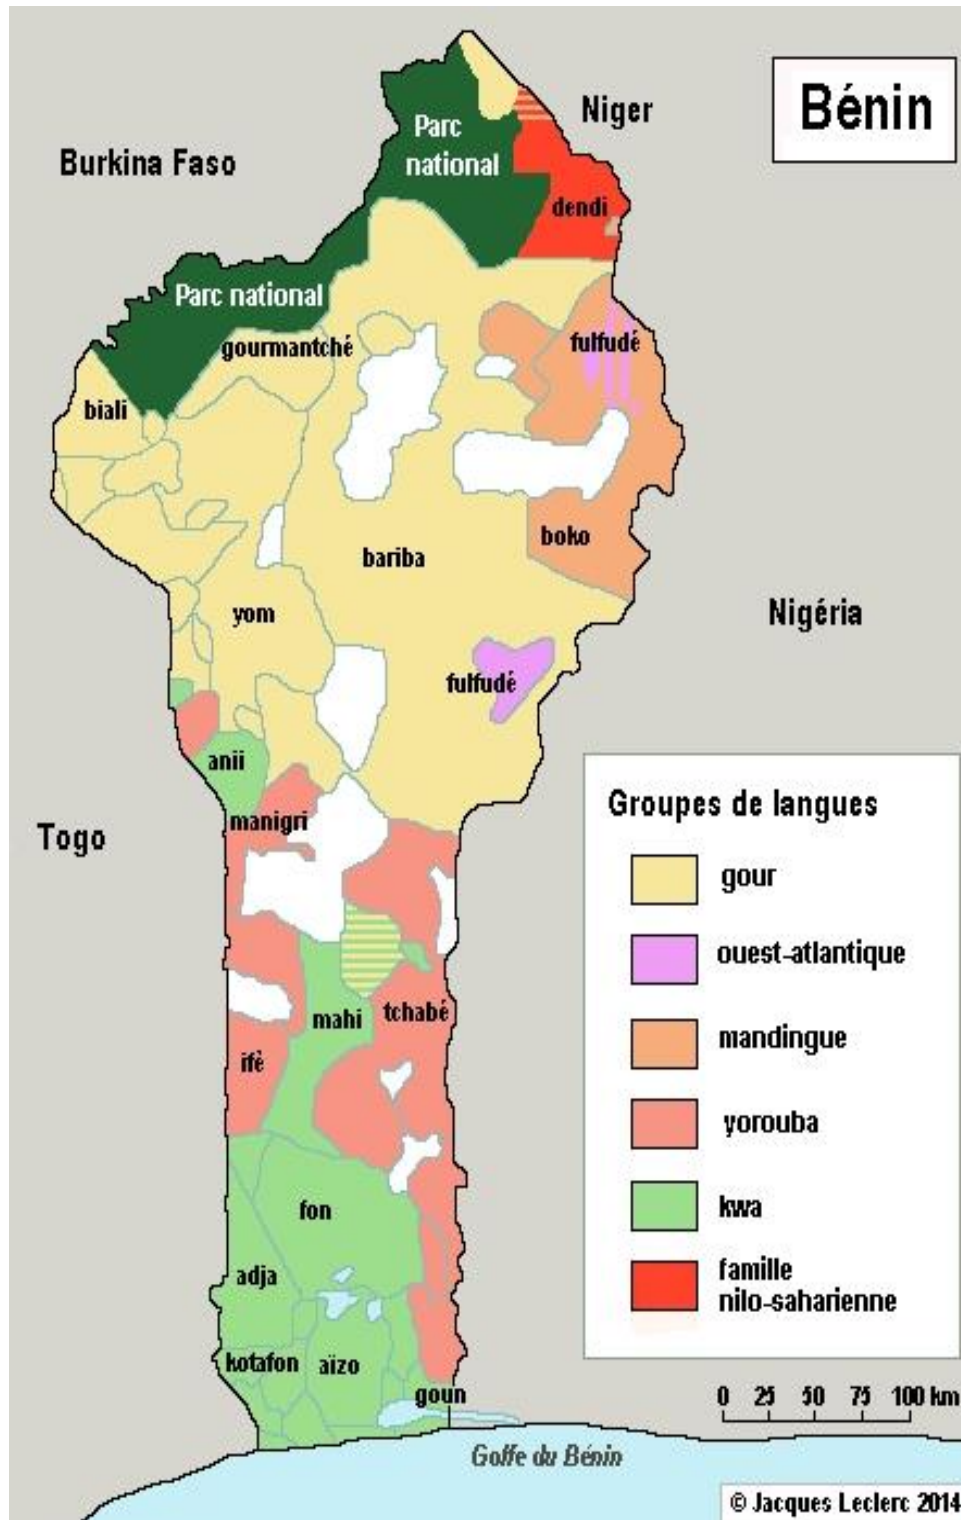 Bénin
Niger
Burkina Faso
Parc
national
dendi
Parc national
gourmantché
fulfudé
biali
boko
bariba
Nigéria
yom
fulfudé
anii
manigri
Togo
mahi
tchabé
ifè
fon
adja
kotafon
aïzo
goun
Groupes de langues
gour
ouest-atlantique
mandingue
yorouba
kwa
famille
nilo-saharienne
0 25 50 75 100 km
Golfe du Bénin
© Jacques Leclerc 2014